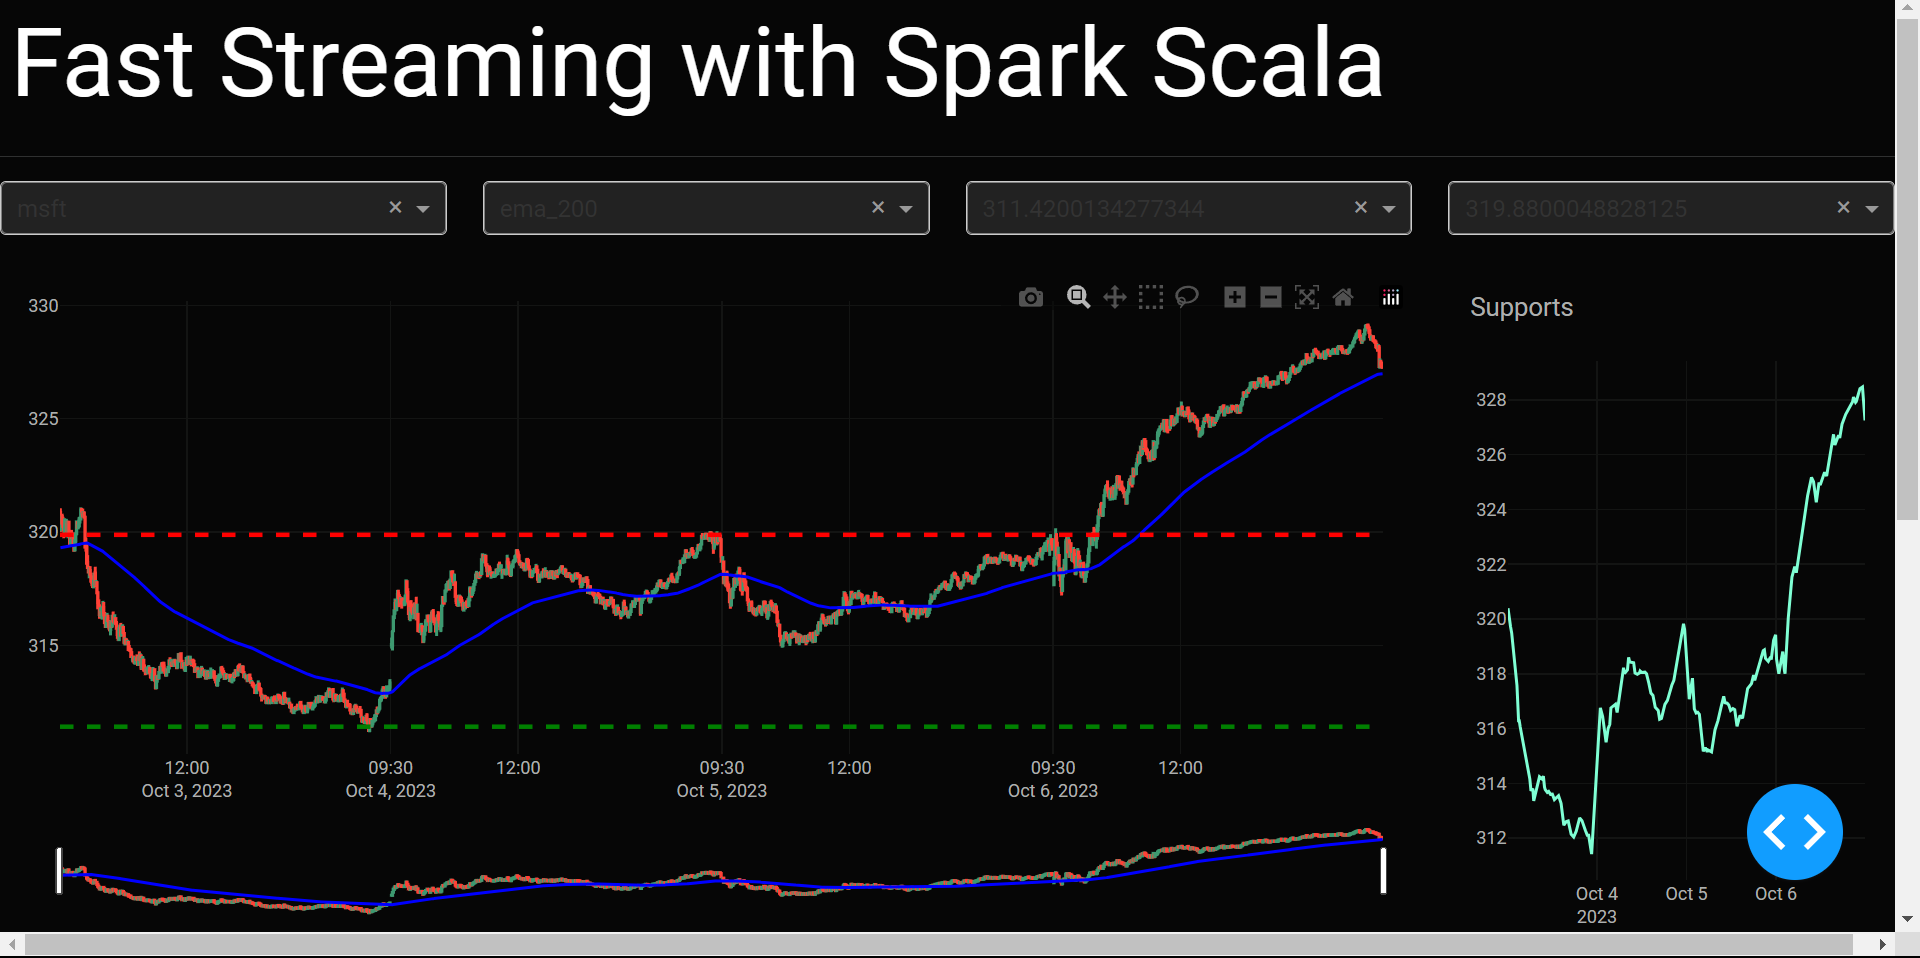 Fast Streaming with Spark Scala
msft
ema_200
311.4200134277344
319.8800048828125
330
325
320
315
12:00
Oct 3, 2023
09:30
Oct 4, 2023
12:00
09:30
Oct 5, 2023
12:00
09:30
Oct 6, 2023
12:00
Supports
328
326
324
322
320
318
316
314
312
Oct 4
2023
Oct 5
Oct 6